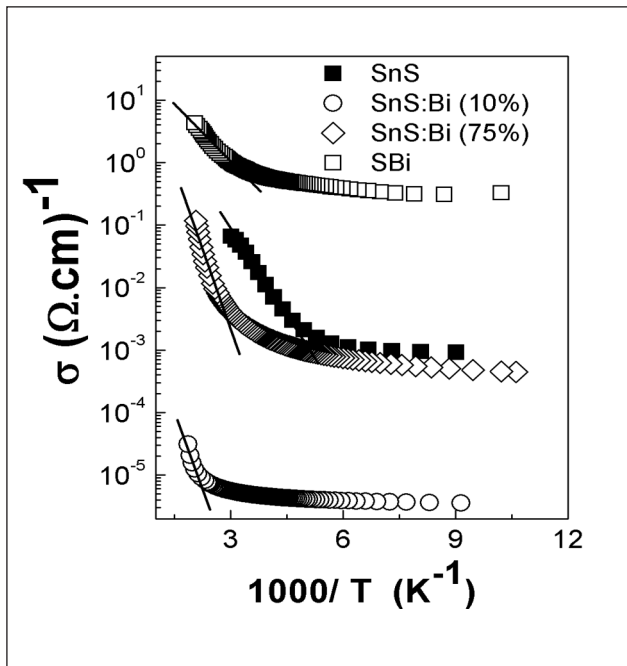 SnS
SnS:Bi (10%)
SnS:Bi (75%)
SBi
σ (Ω.cm)⁻¹
10¹
10⁰
10⁻¹
10⁻²
10⁻³
10⁻⁴
10⁻⁵
3 6 9 12
1000/ T (K⁻¹)